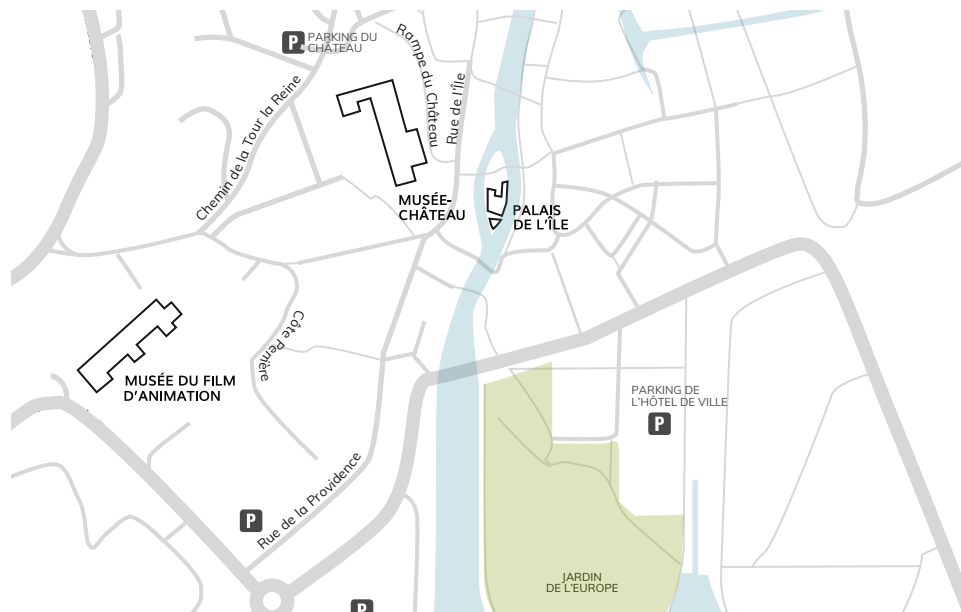 P PARKING DU
CHÂTEAU
Rampe du Château
Rue de l'Île
Chemin de la Tour la Reine
MUSÉE-
CHÂTEAU
PALAIS
DE L'ÎLE
Côte Perrière
MUSÉE DU FILM
D'ANIMATION
PARKING DE
L'HÔTEL DE VILLE
P
Rue de la Providence
P
JARDIN
DE L'EUROPE
P